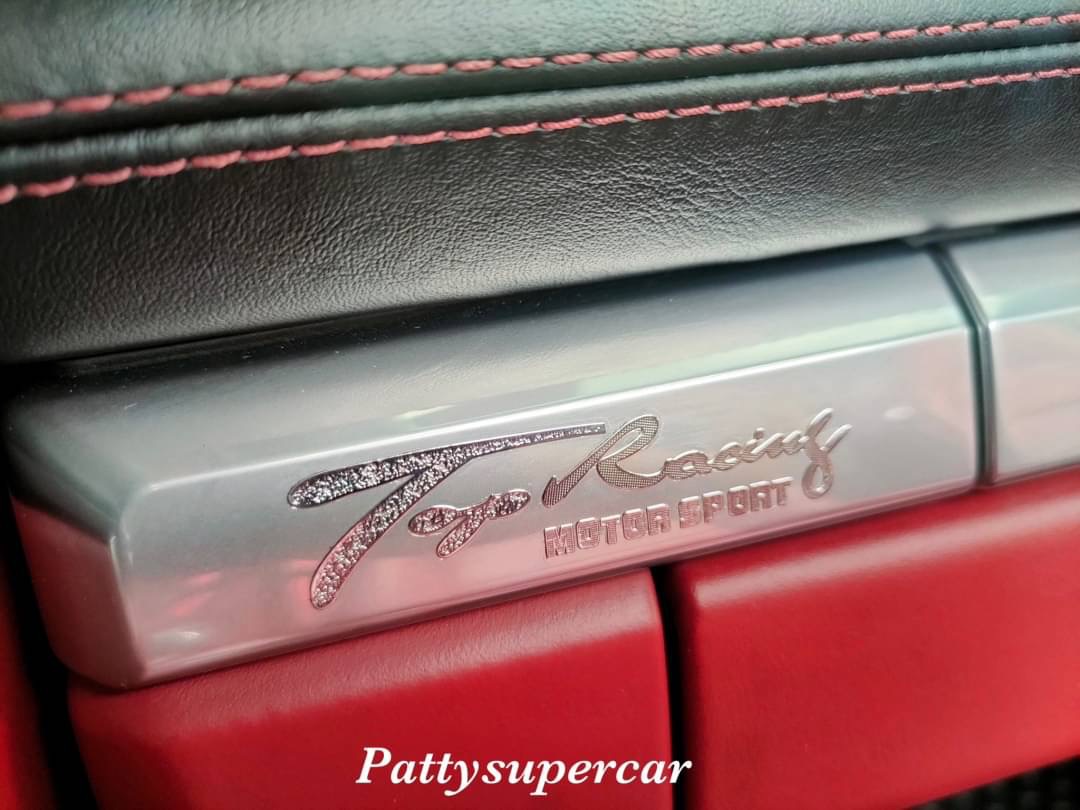 Top Racing
MOTOR SPORT
Pattysupercar